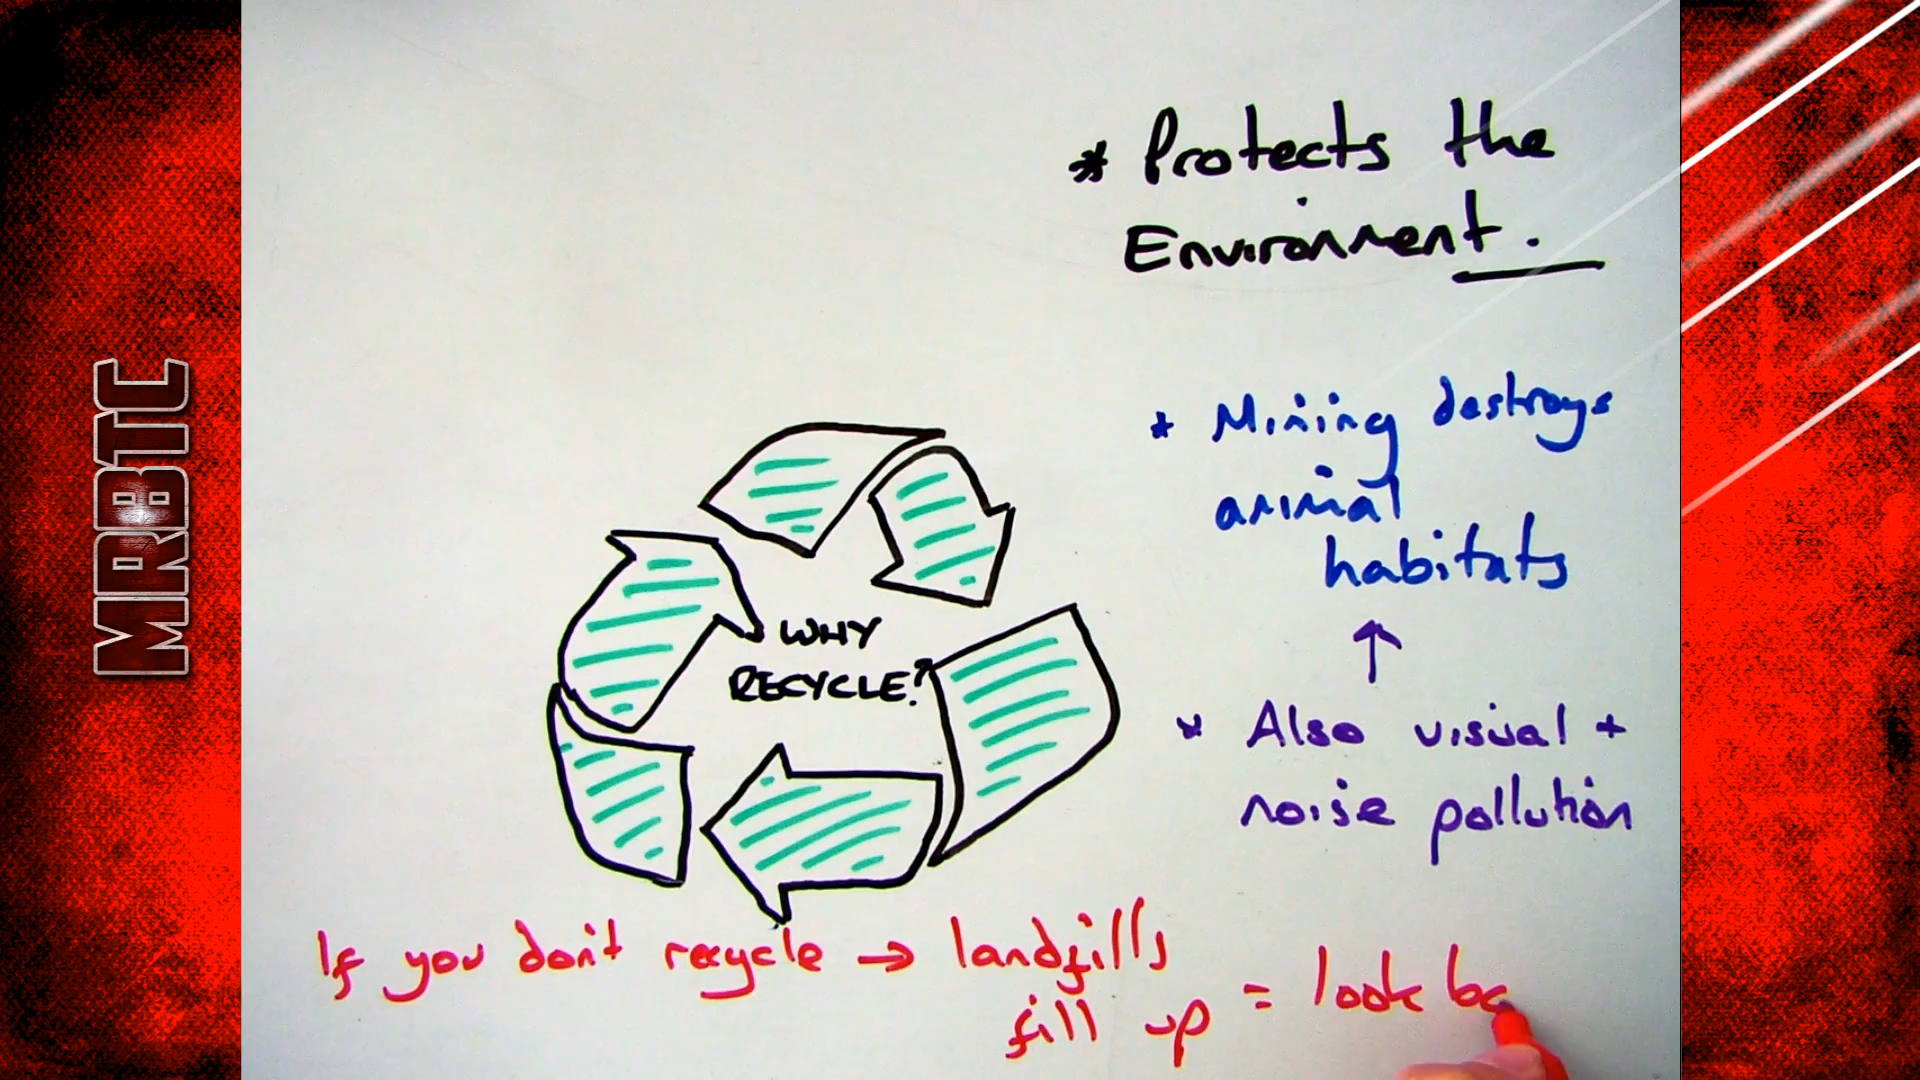 MRBTC
* Protects the
Environment.
* Mining destroys
animal
habitats
↑
* Also visual +
noise pollution
WHY
RECYCLE?
If you don't recycle → landfills
fill up = look ba